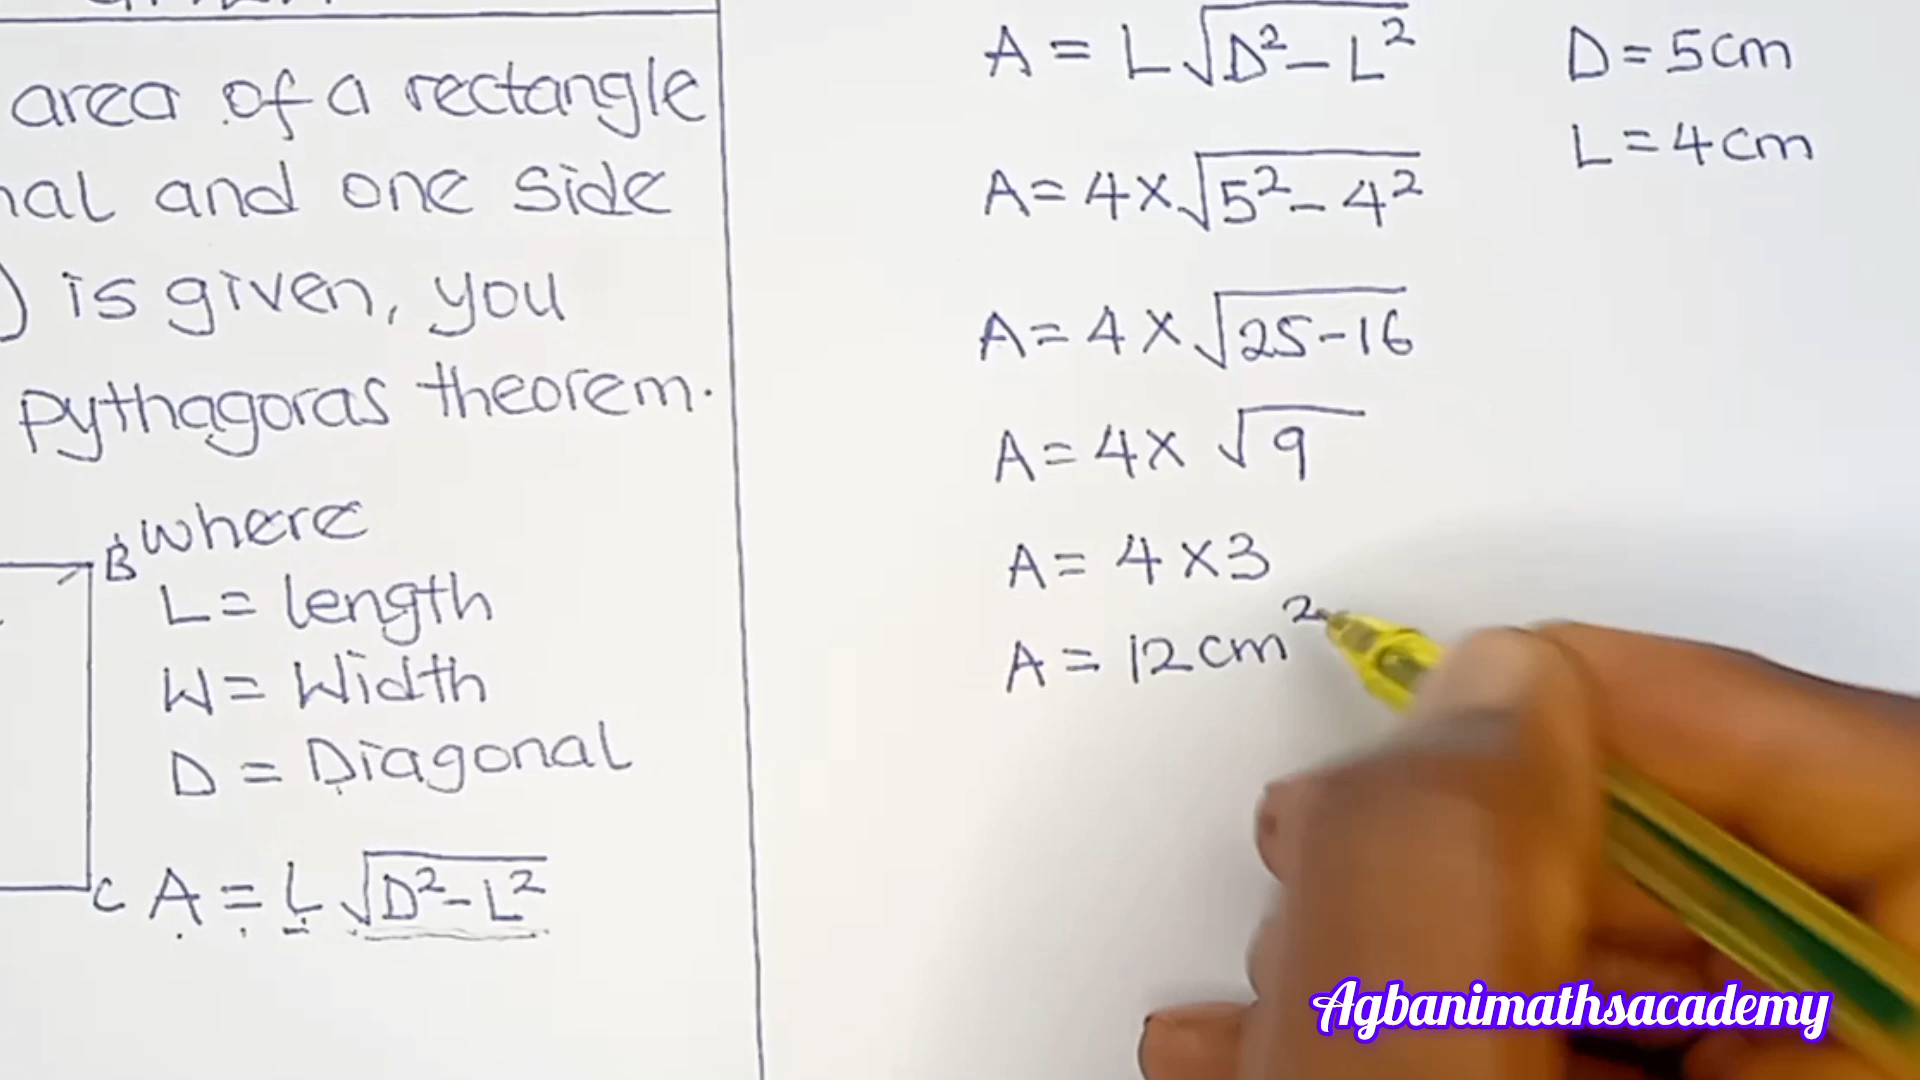 area of a rectangle
nal and one side
) is given, you
Pythagoras theorem.
B where
L = length
W = Width
D = Diagonal
C A = L√D²-L²
A = L√D²-L²
D = 5cm
L = 4cm
A = 4×√5²-4²
A = 4×√25-16
A = 4×√9
A = 4×3
A = 12cm²
Agbanimathsacademy